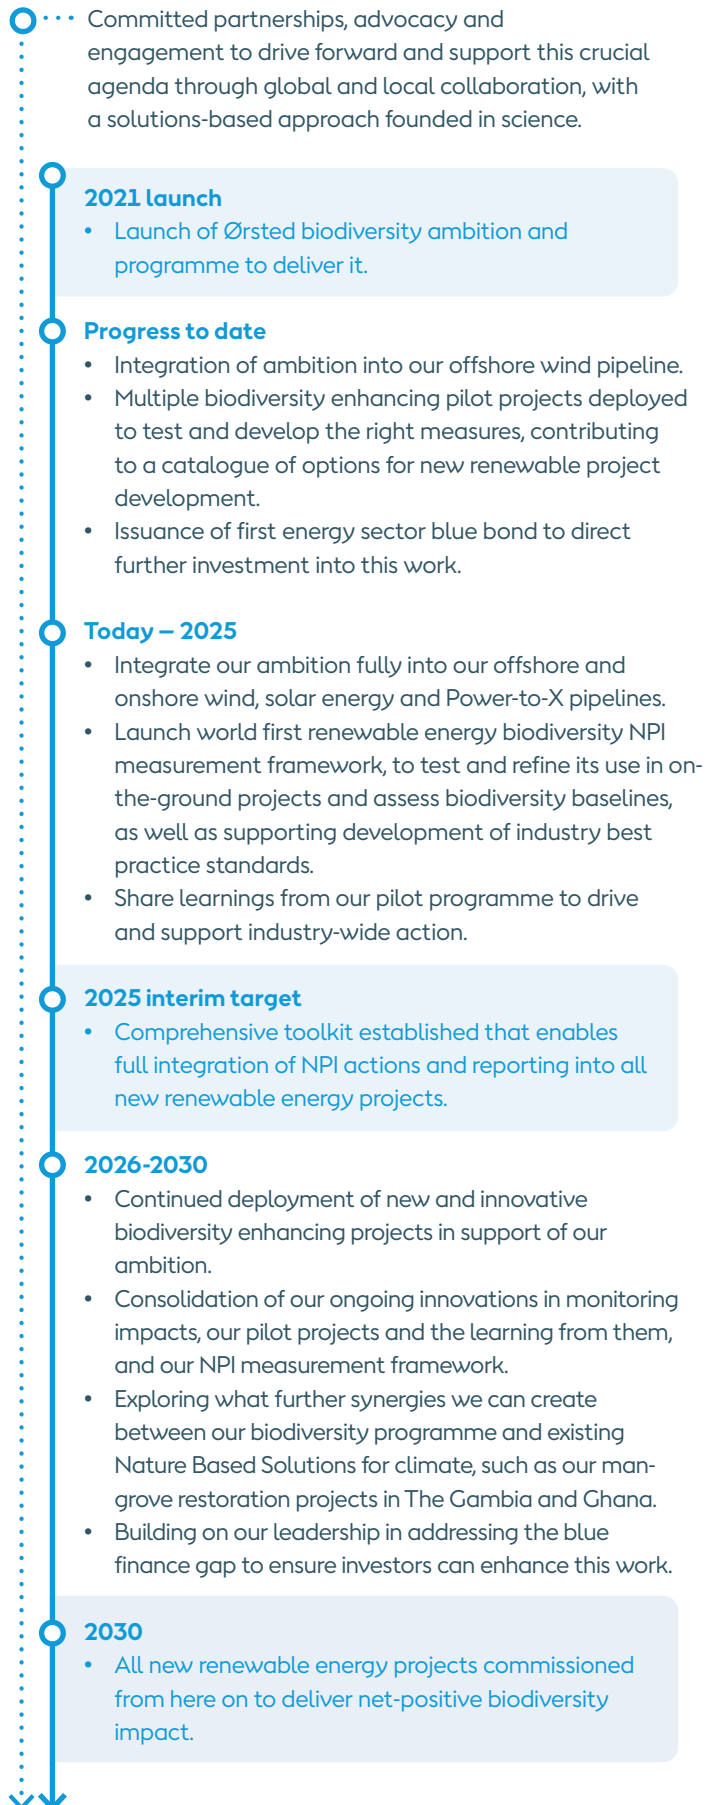 Committed partnerships, advocacy and
engagement to drive forward and support this crucial
agenda through global and local collaboration, with
a solutions-based approach founded in science.
2021 launch
• Launch of Ørsted biodiversity ambition and
programme to deliver it.
Progress to date
• Integration of ambition into our offshore wind pipeline.
• Multiple biodiversity enhancing pilot projects deployed
to test and develop the right measures, contributing
to a catalogue of options for new renewable project
development.
• Issuance of first energy sector blue bond to direct
further investment into this work.
Today – 2025
• Integrate our ambition fully into our offshore and
onshore wind, solar energy and Power-to-X pipelines.
• Launch world first renewable energy biodiversity NPI
measurement framework, to test and refine its use in on-
the-ground projects and assess biodiversity baselines,
as well as supporting development of industry best
practice standards.
• Share learnings from our pilot programme to drive
and support industry-wide action.
2025 interim target
• Comprehensive toolkit established that enables
full integration of NPI actions and reporting into all
new renewable energy projects.
2026-2030
• Continued deployment of new and innovative
biodiversity enhancing projects in support of our
ambition.
• Consolidation of our ongoing innovations in monitoring
impacts, our pilot projects and the learning from them,
and our NPI measurement framework.
• Exploring what further synergies we can create
between our biodiversity programme and existing
Nature Based Solutions for climate, such as our man-
grove restoration projects in The Gambia and Ghana.
• Building on our leadership in addressing the blue
finance gap to ensure investors can enhance this work.
2030
• All new renewable energy projects commissioned
from here on to deliver net-positive biodiversity
impact.